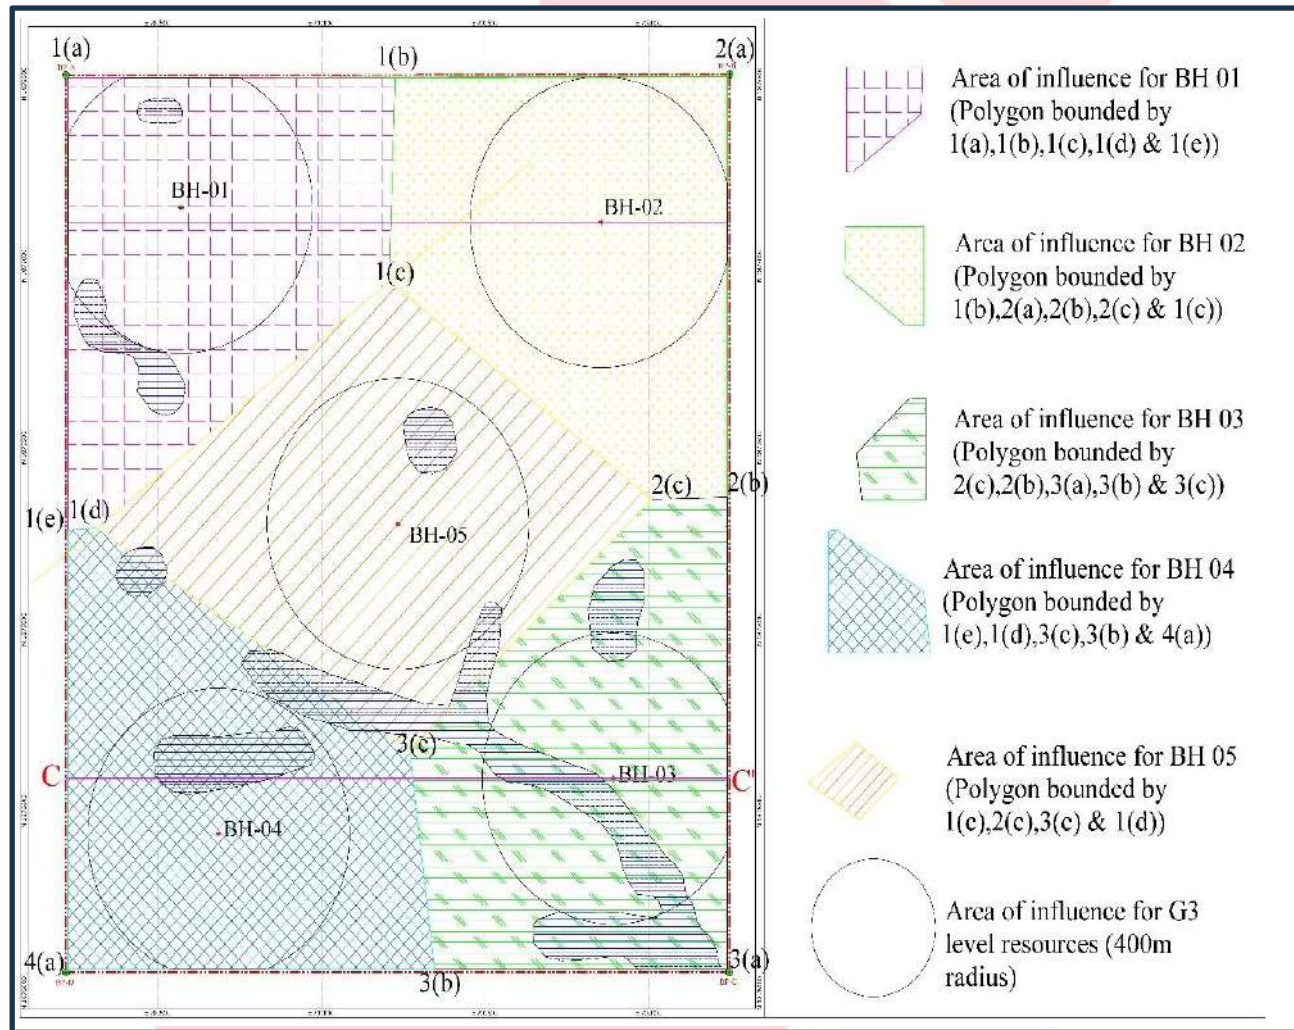 1(a)
1(b)
2(a)
BH-01
BH-02
1(c)
2(c)
2(b)
1(e)
1(d)
BH-05
3(c)
C
BH-03
C'
BH-04
4(a)
3(b)
3(a)
Area of influence for BH 01
(Polygon bounded by
1(a),1(b),1(c),1(d) & 1(e))
Area of influence for BH 02
(Polygon bounded by
1(b),2(a),2(b),2(c) & 1(c))
Area of influence for BH 03
(Polygon bounded by
2(c),2(b),3(a),3(b) & 3(c))
Area of influence for BH 04
(Polygon bounded by
1(e),1(d),3(c),3(b) & 4(a))
Area of influence for BH 05
(Polygon bounded by
1(c),2(c),3(c) & 1(d))
Area of influence for G3
level resources (400m
radius)